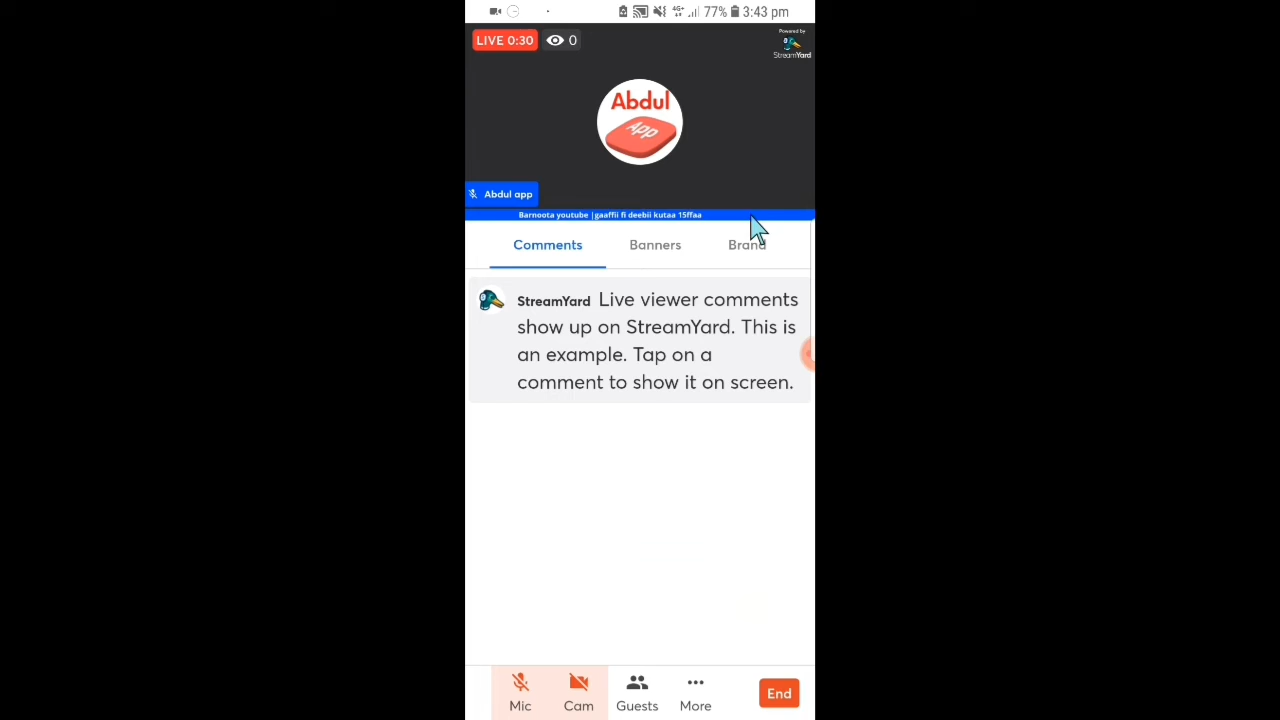 77% 3:43 pm
LIVE 0:30 0
Powered by
StreamYard
Abdul
App
Abdul app
Barnoota youtube |gaaffii fi deebii kutaa 15ffaa
Comments Banners Brand
StreamYard Live viewer comments
show up on StreamYard. This is
an example. Tap on a
comment to show it on screen.
Mic Cam Guests More End